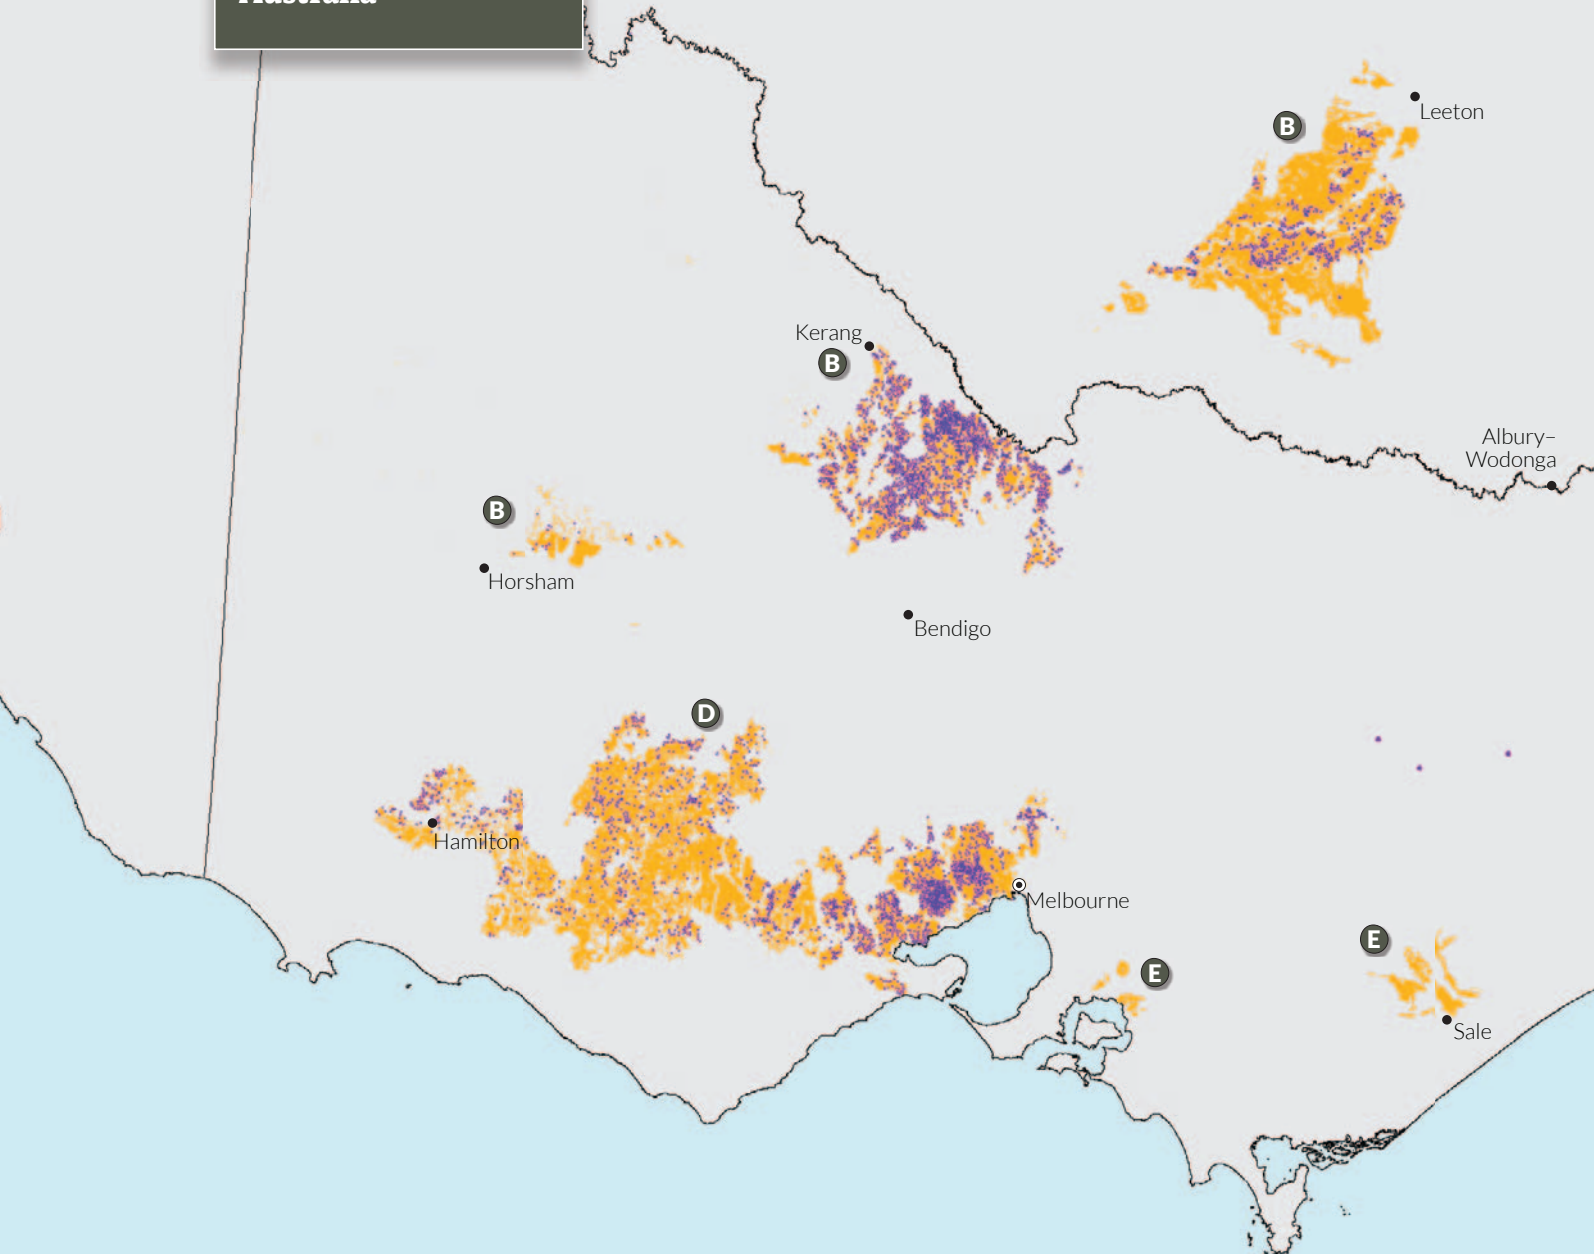 Leeton
B
Kerang
B
Albury–
Wodonga
B
Horsham
Bendigo
D
Hamilton
Melbourne
E
E
Sale